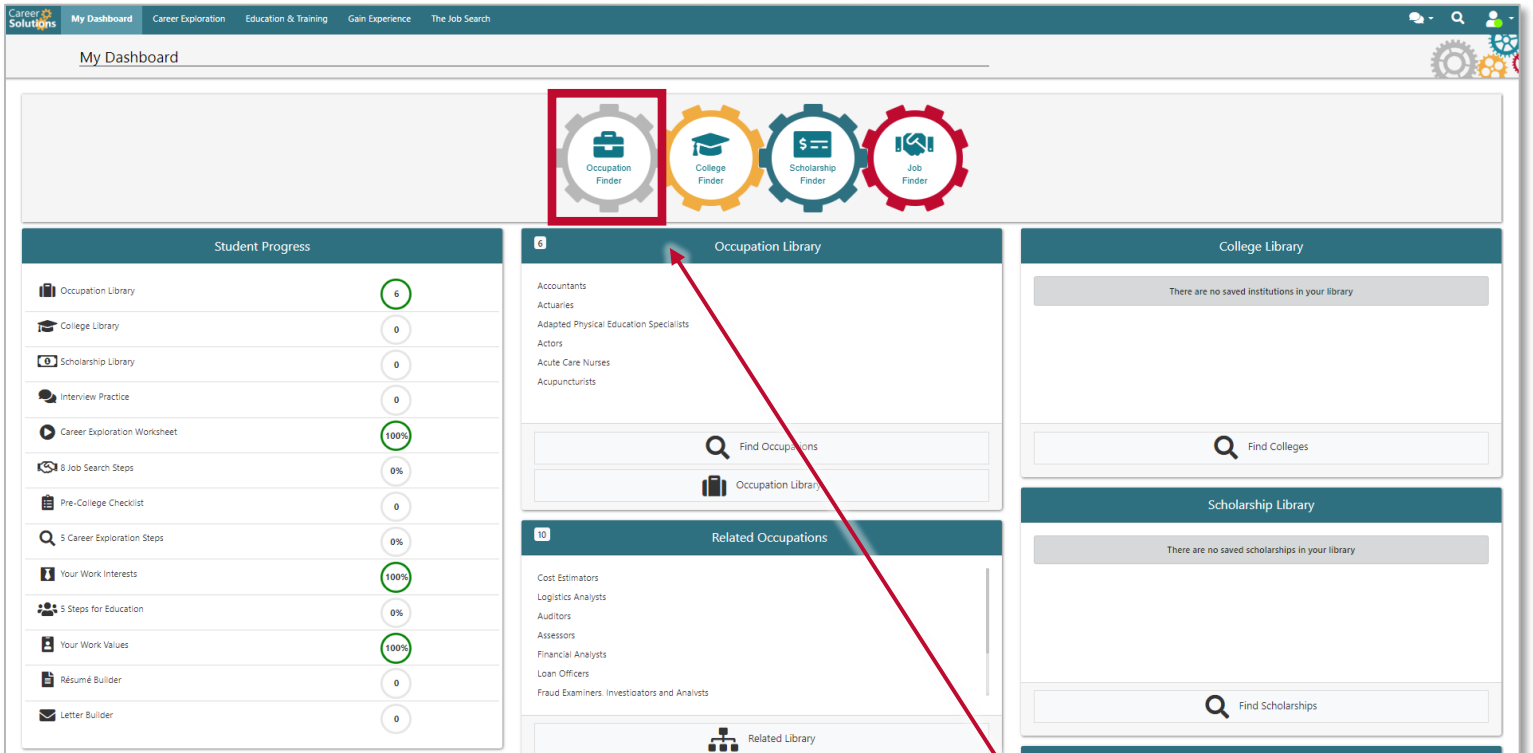 Career
Solutions
My Dashboard
Career Exploration
Education & Training
Gain Experience
The Job Search
My Dashboard
Occupation
Finder
College
Finder
Scholarship
Finder
Job
Finder
Student Progress
Occupation Library
6
College Library
0
Scholarship Library
0
Interview Practice
0
Career Exploration Worksheet
100%
8 Job Search Steps
0%
Pre-College Checklist
0
5 Career Exploration Steps
0%
Your Work Interests
100%
5 Steps for Education
0%
Your Work Values
100%
Résumé Builder
0
Letter Builder
0
6
Occupation Library
Accountants
Actuaries
Adapted Physical Education Specialists
Actors
Acute Care Nurses
Acupuncturists
Find Occupations
Occupation Library
10
Related Occupations
Cost Estimators
Logistics Analysts
Auditors
Assessors
Financial Analysts
Loan Officers
Fraud Examiners, Investigators and Analysts
Related Library
College Library
There are no saved institutions in your library
Find Colleges
Scholarship Library
There are no saved scholarships in your library
Find Scholarships